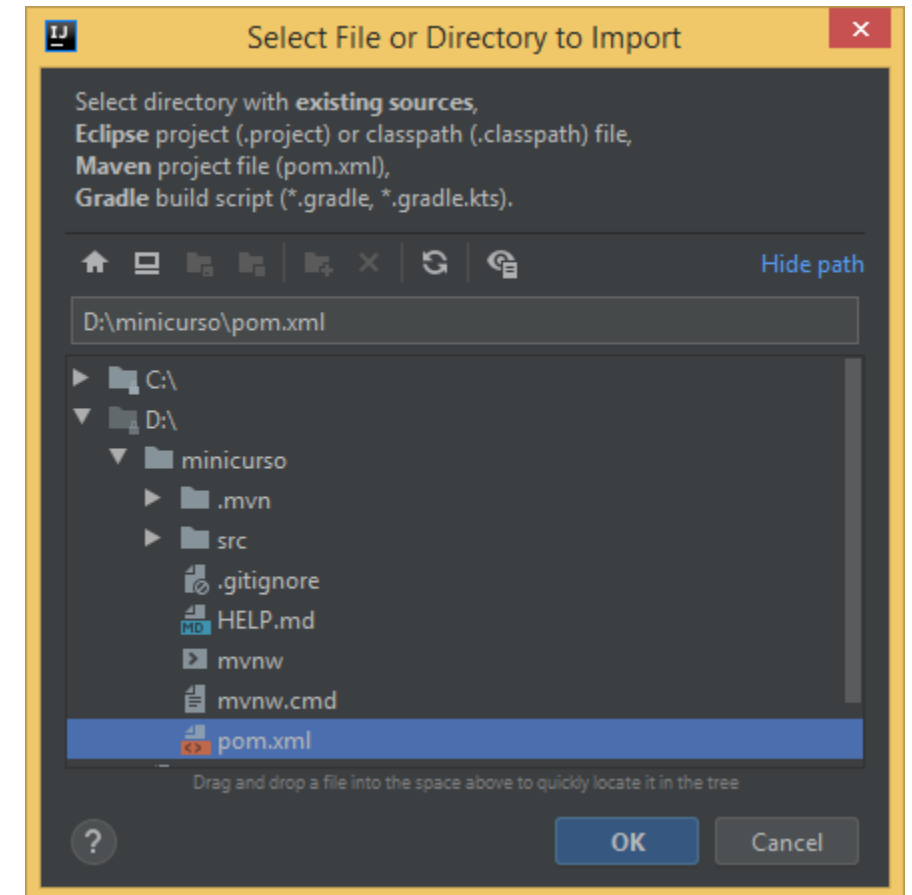 IJ
Select File or Directory to Import
Select directory with existing sources,
Eclipse project (.project) or classpath (.classpath) file,
Maven project file (pom.xml),
Gradle build script (*.gradle, *.gradle.kts).
Hide path
D:\minicurso\pom.xml
C:\
D:\
minicurso
.mvn
src
.gitignore
MD HELP.md
mvnw
mvnw.cmd
<> pom.xml
Drag and drop a file into the space above to quickly locate it in the tree
? OK Cancel